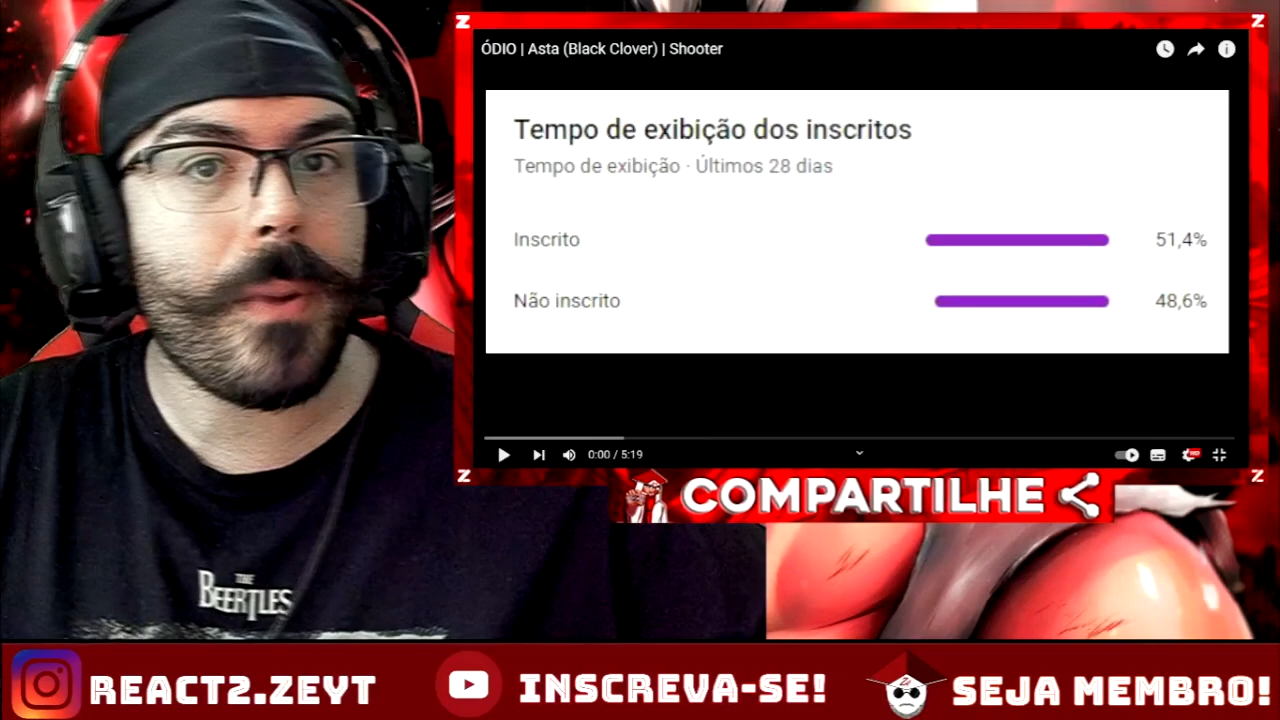 ÓDIO | Asta (Black Clover) | Shooter
Tempo de exibição dos inscritos
Tempo de exibição · Últimos 28 dias
Inscrito 51,4%
Não inscrito 48,6%
0:00 / 5:19
HD
COMPARTILHE
THE
BEERTLES
REACT2.ZEYT
INSCREVA-SE!
SEJA MEMBRO!